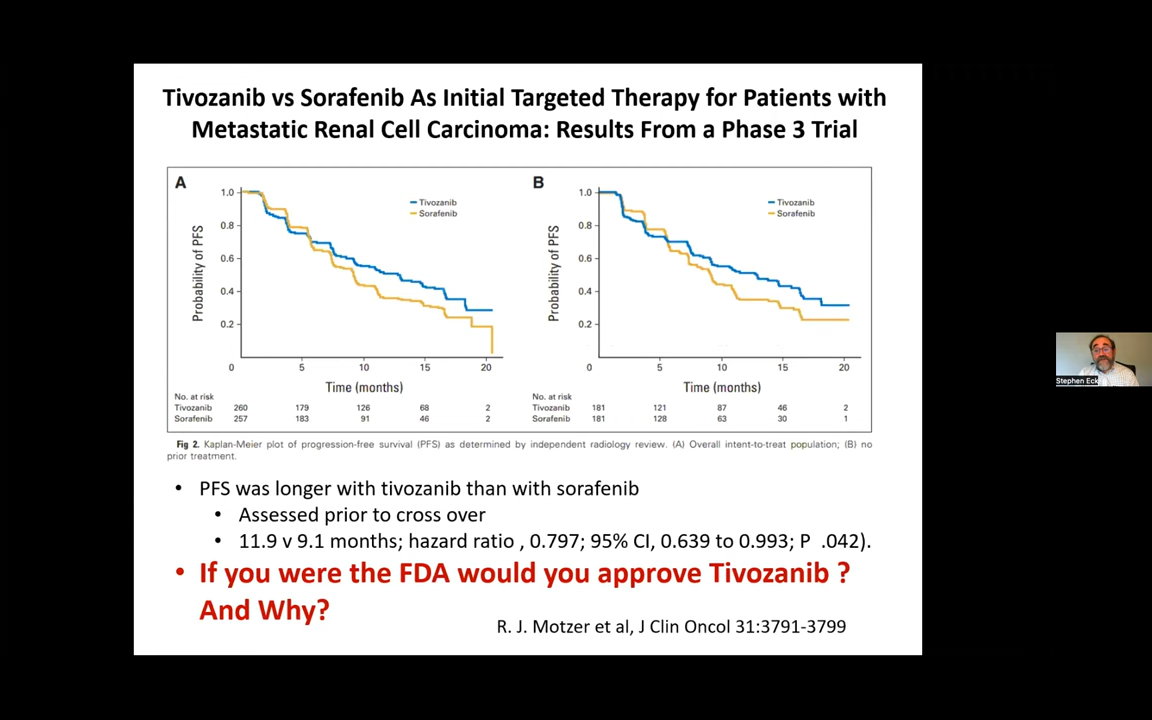 Tivozanib vs Sorafenib As Initial Targeted Therapy for Patients with
Metastatic Renal Cell Carcinoma: Results From a Phase 3 Trial
A
1.0
0.8
0.6
0.4
0.2
0
5
10
15
20
Probability of PFS
Time (months)
Tivozanib
Sorafenib
No. at risk
Tivozanib 260 179 126 68 2
Sorafenib 257 183 91 46 2
B
1.0
0.8
0.6
0.4
0.2
0
5
10
15
20
Probability of PFS
Time (months)
Tivozanib
Sorafenib
No. at risk
Tivozanib 181 121 87 46 2
Sorafenib 181 128 63 30 1
Fig 2. Kaplan-Meier plot of progression-free survival (PFS) as determined by independent radiology review. (A) Overall intent-to-treat population; (B) no
prior treatment.
• PFS was longer with tivozanib than with sorafenib
• Assessed prior to cross over
• 11.9 v 9.1 months; hazard ratio , 0.797; 95% CI, 0.639 to 0.993; P .042).
• If you were the FDA would you approve Tivozanib ?
And Why?
R. J. Motzer et al, J Clin Oncol 31:3791-3799
Stephen Eck